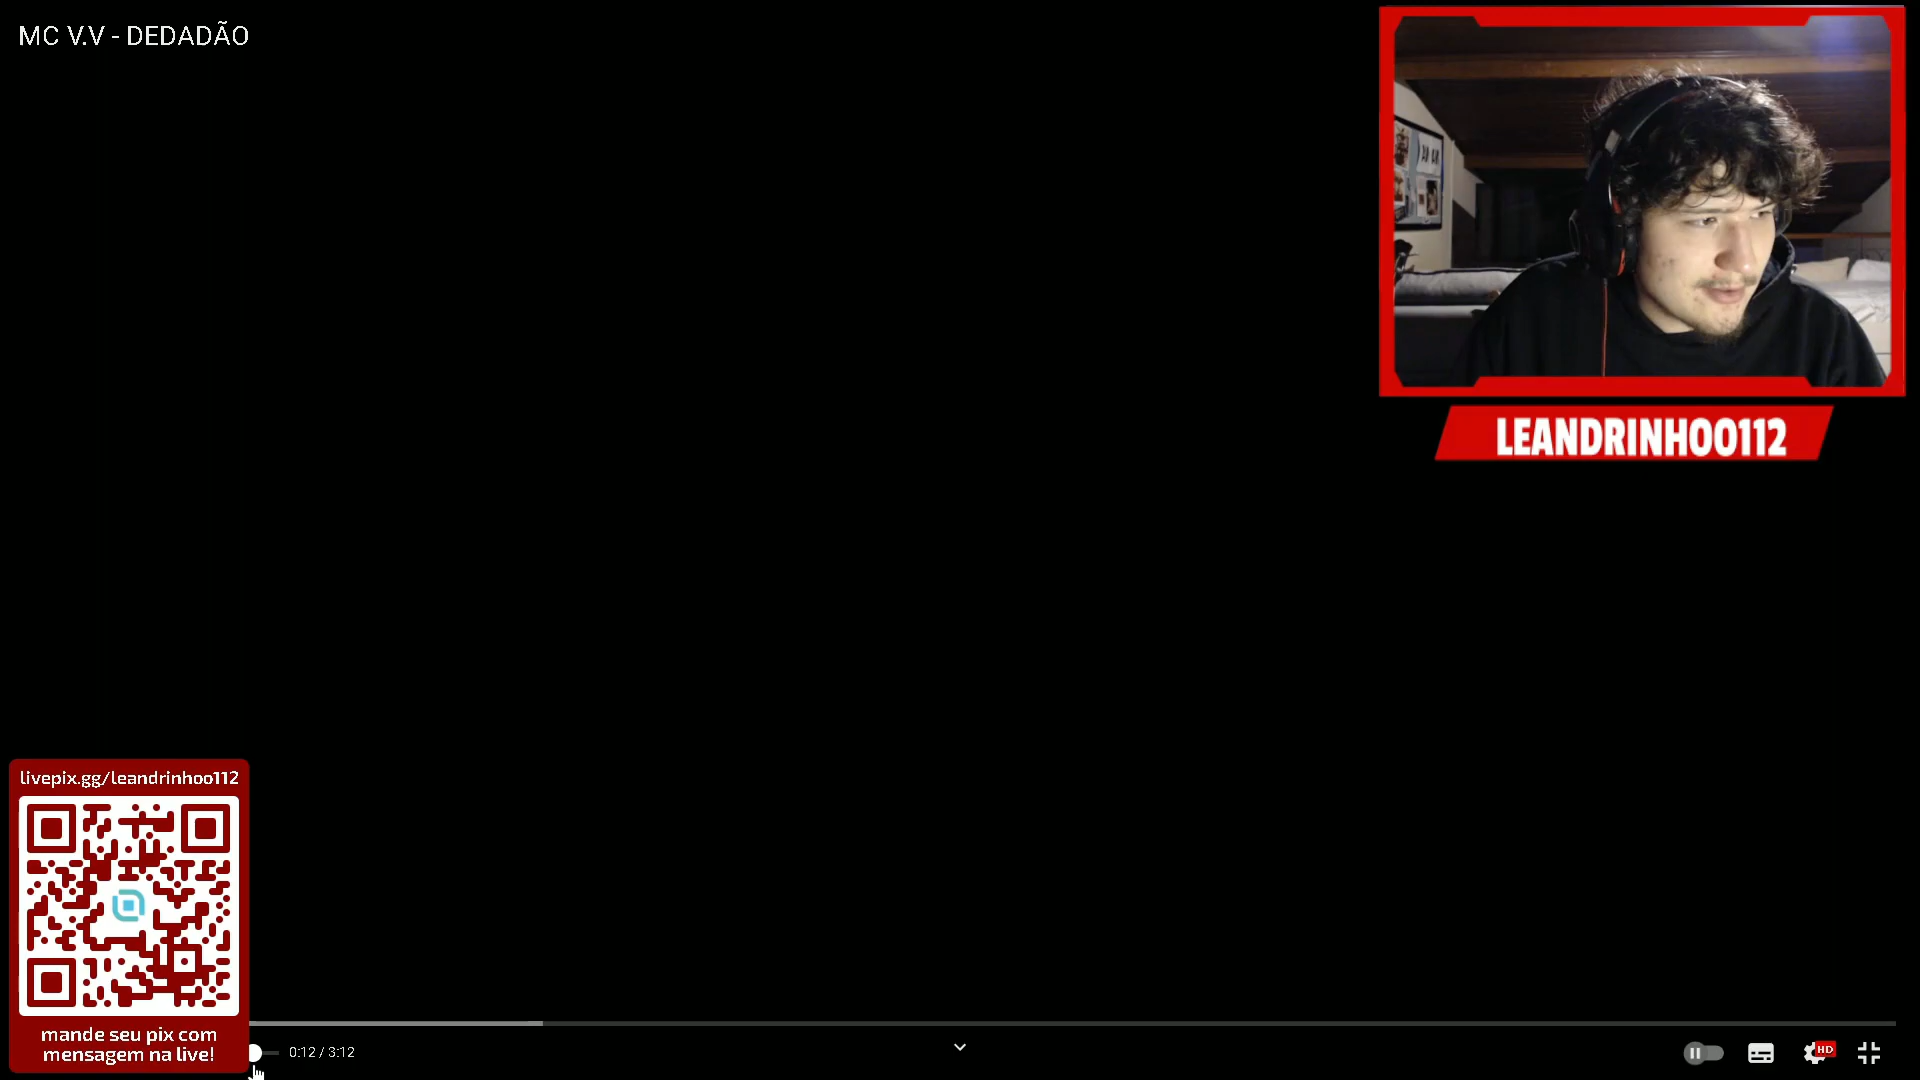 MC V.V - DEDADÃO
LEANDRINHOO112
livepix.gg/leandrinhoo112
mande seu pix com
mensagem na live!
0:12 / 3:12
HD